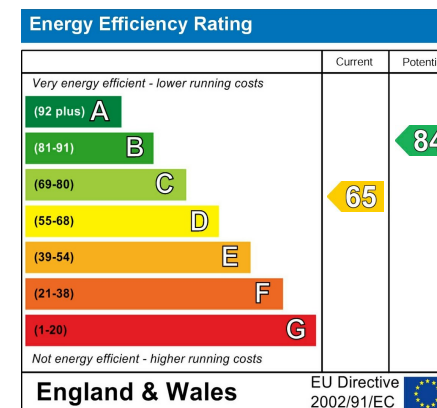 Energy Efficiency Rating
Current Potenti
Very energy efficient - lower running costs
(92 plus) A
(81-91) B
84
(69-80) C
65
(55-68) D
(39-54) E
(21-38) F
(1-20) G
Not energy efficient - higher running costs
England & Wales
EU Directive
2002/91/EC